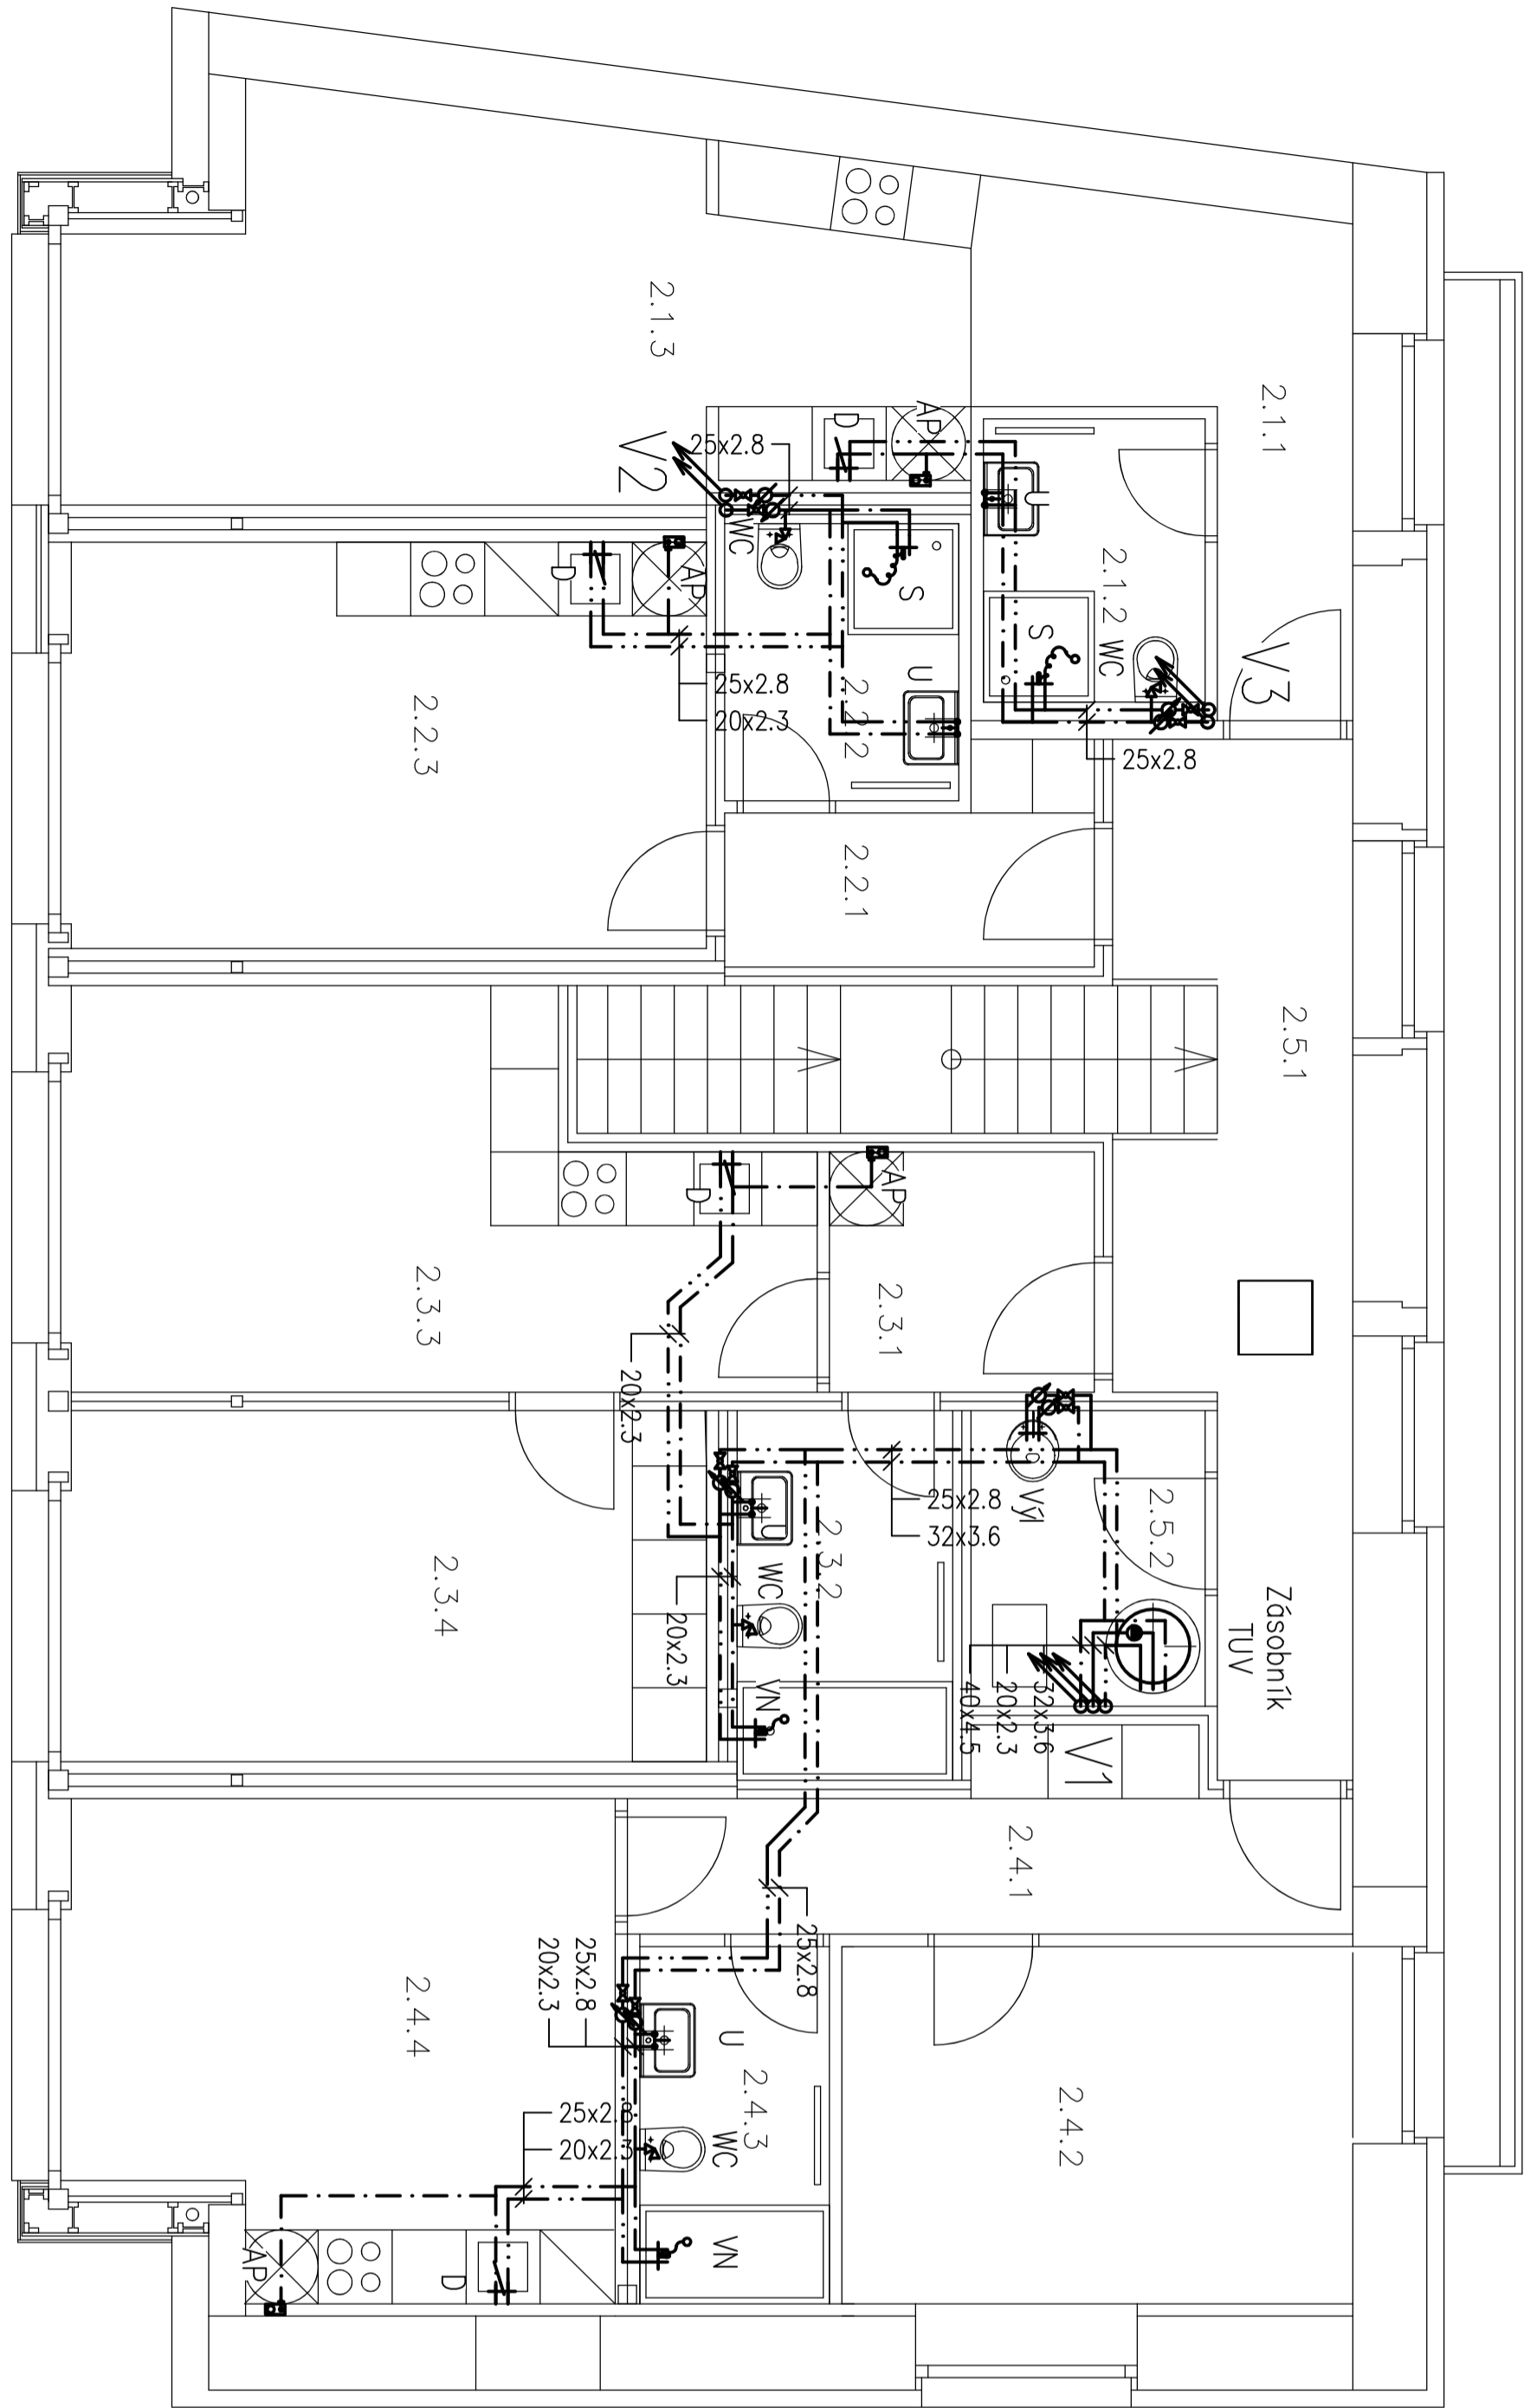 2.1.1
2.1.3
AP
D
25x2.8
V2
U
2.1.2
WC
V3
S
WC
S
D
AP
25x2.8
20x2.3
U
2.2.2
25x2.8
2.2.3
2.2.1
2.5.1
AP
D
2.3.1
2.3.3
20x2.3
25x2.8
32x3.6
Výl
2.5.2
U
2.3.2
WC
2.3.4
20x2.3
VN
Zásobník
TUV
32x3.6
20x2.3
40x4.5
V1
2.4.1
25x2.8
25x2.8
20x2.3
2.4.4
U
2.4.3
WC
2.4.2
25x2.8
20x2.3
VN
AP
D